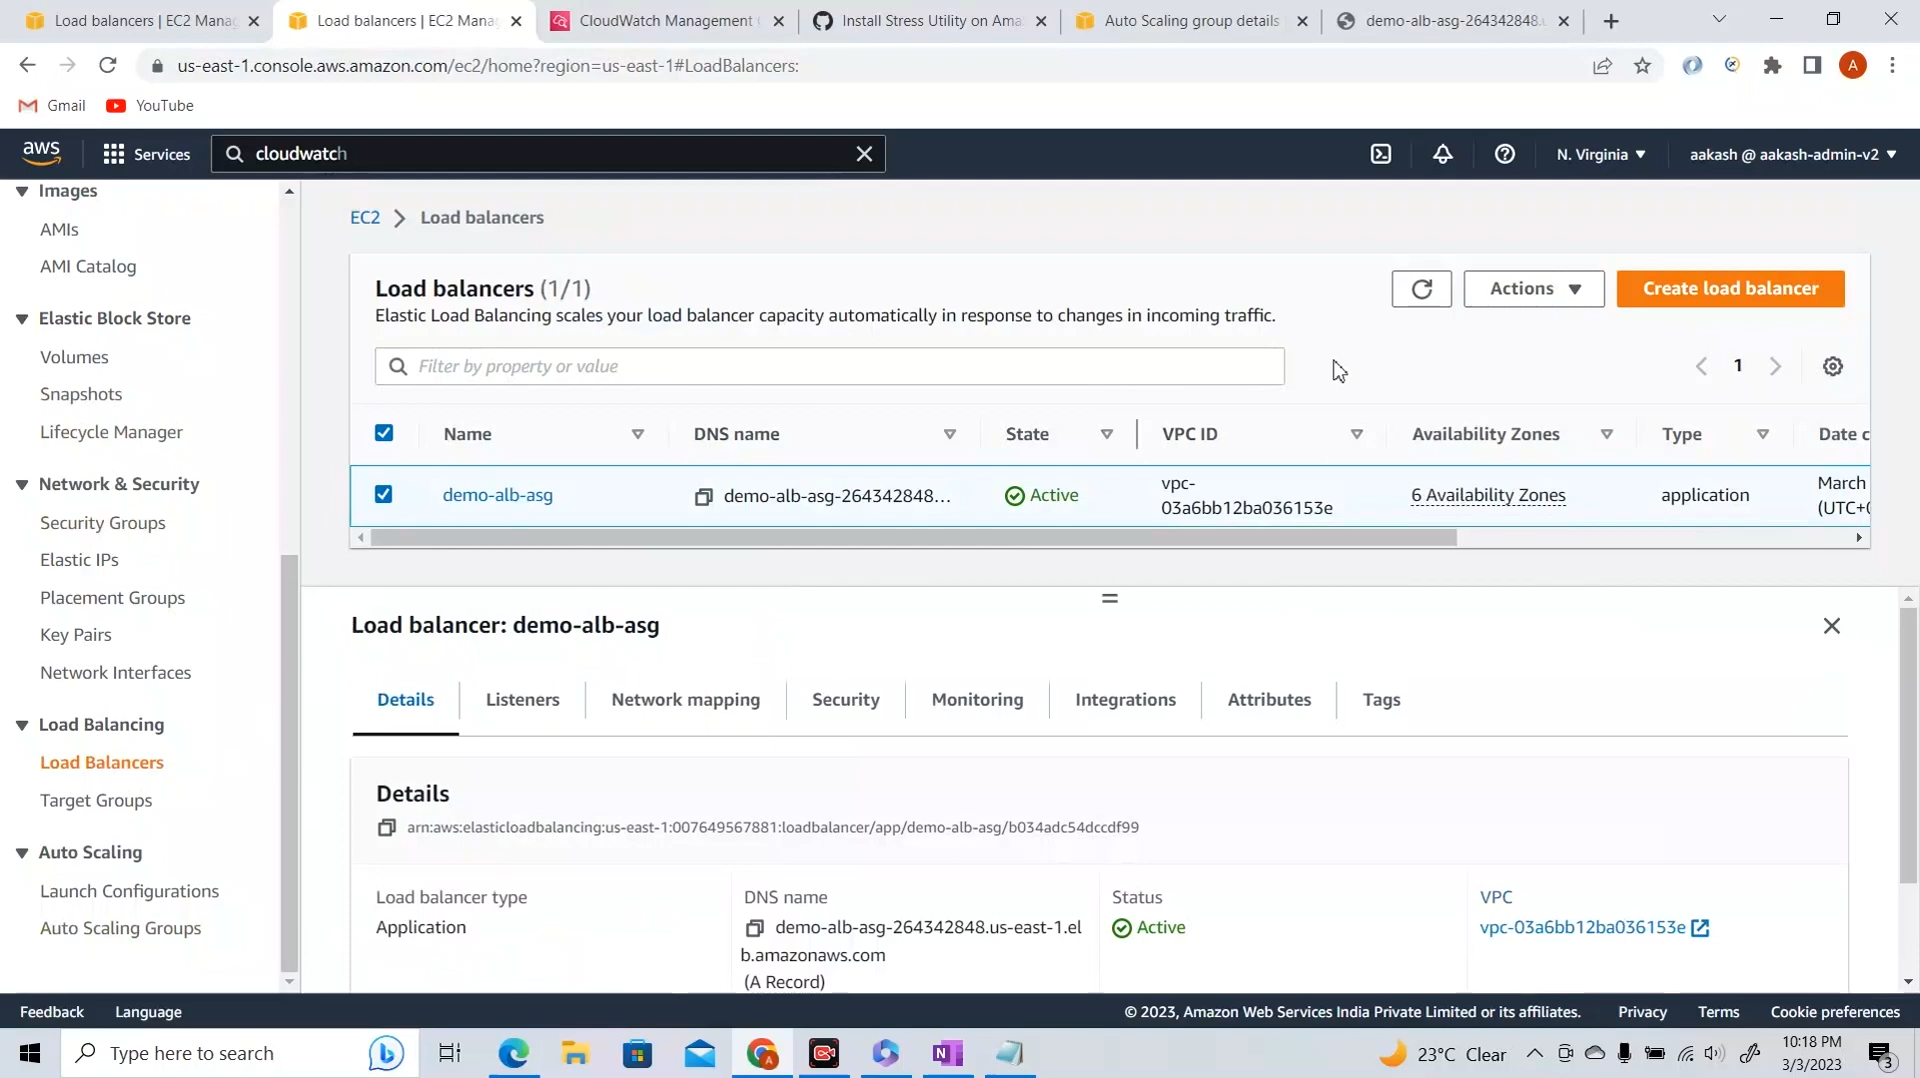 Load balancers | EC2 Manag
Load balancers | EC2 Manag
CloudWatch Management C
Install Stress Utility on Ama
Auto Scaling group details
demo-alb-asg-264342848.u
us-east-1.console.aws.amazon.com/ec2/home?region=us-east-1#LoadBalancers:
A
Gmail
YouTube
aws
Services
cloudwatch
N. Virginia
aakash @ aakash-admin-v2
Images
AMIs
AMI Catalog
Elastic Block Store
Volumes
Snapshots
Lifecycle Manager
Network & Security
Security Groups
Elastic IPs
Placement Groups
Key Pairs
Network Interfaces
Load Balancing
Load Balancers
Target Groups
Auto Scaling
Launch Configurations
Auto Scaling Groups
EC2 > Load balancers
Load balancers (1/1)
Elastic Load Balancing scales your load balancer capacity automatically in response to changes in incoming traffic.
Actions
Create load balancer
Filter by property or value
1
Name
DNS name
State
VPC ID
Availability Zones
Type
Date c
demo-alb-asg
demo-alb-asg-264342848...
Active
vpc-
03a6bb12ba036153e
6 Availability Zones
application
March
(UTC+0
Load balancer: demo-alb-asg
Details
Listeners
Network mapping
Security
Monitoring
Integrations
Attributes
Tags
Details
arn:aws:elasticloadbalancing:us-east-1:007649567881:loadbalancer/app/demo-alb-asg/b034adc54dccdf99
Load balancer type
Application
DNS name
demo-alb-asg-264342848.us-east-1.el
b.amazonaws.com
(A Record)
Status
Active
VPC
vpc-03a6bb12ba036153e
Feedback
Language
© 2023, Amazon Web Services India Private Limited or its affiliates.
Privacy
Terms
Cookie preferences
Type here to search
23°C Clear
10:18 PM
3/3/2023
3